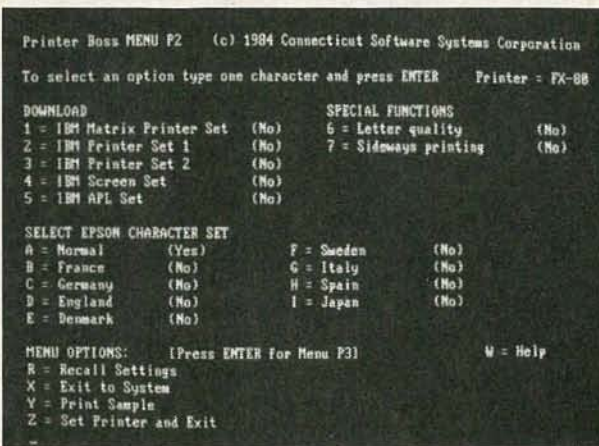 Printer Boss MENU P2 (c) 1984 Connecticut Software Systems Corporation
To select an option type one character and press ENTER Printer = FX-80
DOWNLOAD SPECIAL FUNCTIONS
1 = IBM Matrix Printer Set (No) 6 = Letter quality (No)
2 = IBM Printer Set 1 (No) 7 = Sideways printing (No)
3 = IBM Printer Set 2 (No)
4 = IBM Screen Set (No)
5 = IBM APL Set (No)
SELECT EPSON CHARACTER SET
A = Normal (Yes) F = Sweden (No)
B = France (No) G = Italy (No)
C = Germany (No) H = Spain (No)
D = England (No) I = Japan (No)
E = Denmark (No)
MENU OPTIONS: [Press ENTER for Menu P3] W = Help
R = Recall Settings
X = Exit to System
Y = Print Sample
Z = Set Printer and Exit
_